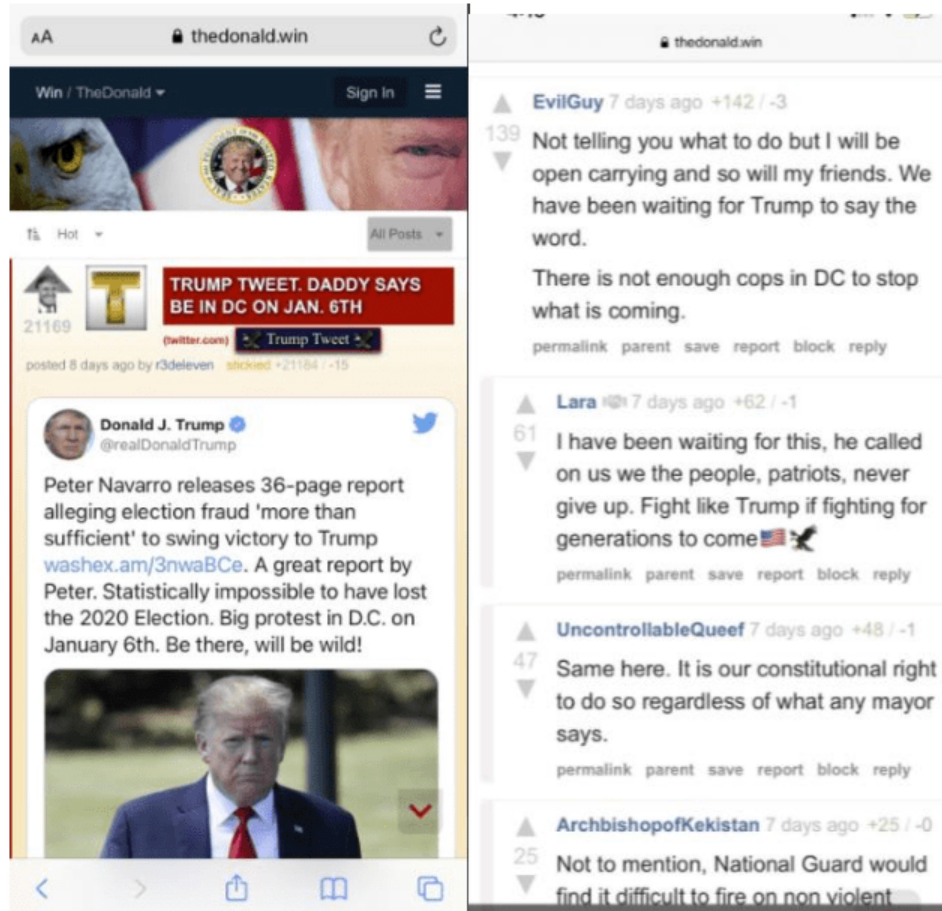 AA thedonald.win
Win / TheDonald Sign In
Hot All Posts
TRUMP TWEET. DADDY SAYS
BE IN DC ON JAN. 6TH
21169
(twitter.com) Trump Tweet
posted 8 days ago by r3deleven stickied +21184 / -15
Donald J. Trump
@realDonaldTrump
Peter Navarro releases 36-page report
alleging election fraud 'more than
sufficient' to swing victory to Trump
washex.am/3nwaBCe. A great report by
Peter. Statistically impossible to have lost
the 2020 Election. Big protest in D.C. on
January 6th. Be there, will be wild!
thedonald.win
EvilGuy 7 days ago +142 / -3
139
Not telling you what to do but I will be
open carrying and so will my friends. We
have been waiting for Trump to say the
word.
There is not enough cops in DC to stop
what is coming.
permalink parent save report block reply
Lara 7 days ago +62 / -1
61
I have been waiting for this, he called
on us we the people, patriots, never
give up. Fight like Trump if fighting for
generations to come
permalink parent save report block reply
UncontrollableQueef 7 days ago +48 / -1
47
Same here. It is our constitutional right
to do so regardless of what any mayor
says.
permalink parent save report block reply
ArchbishopofKekistan 7 days ago +25 / -0
25
Not to mention, National Guard would
find it difficult to fire on non violent